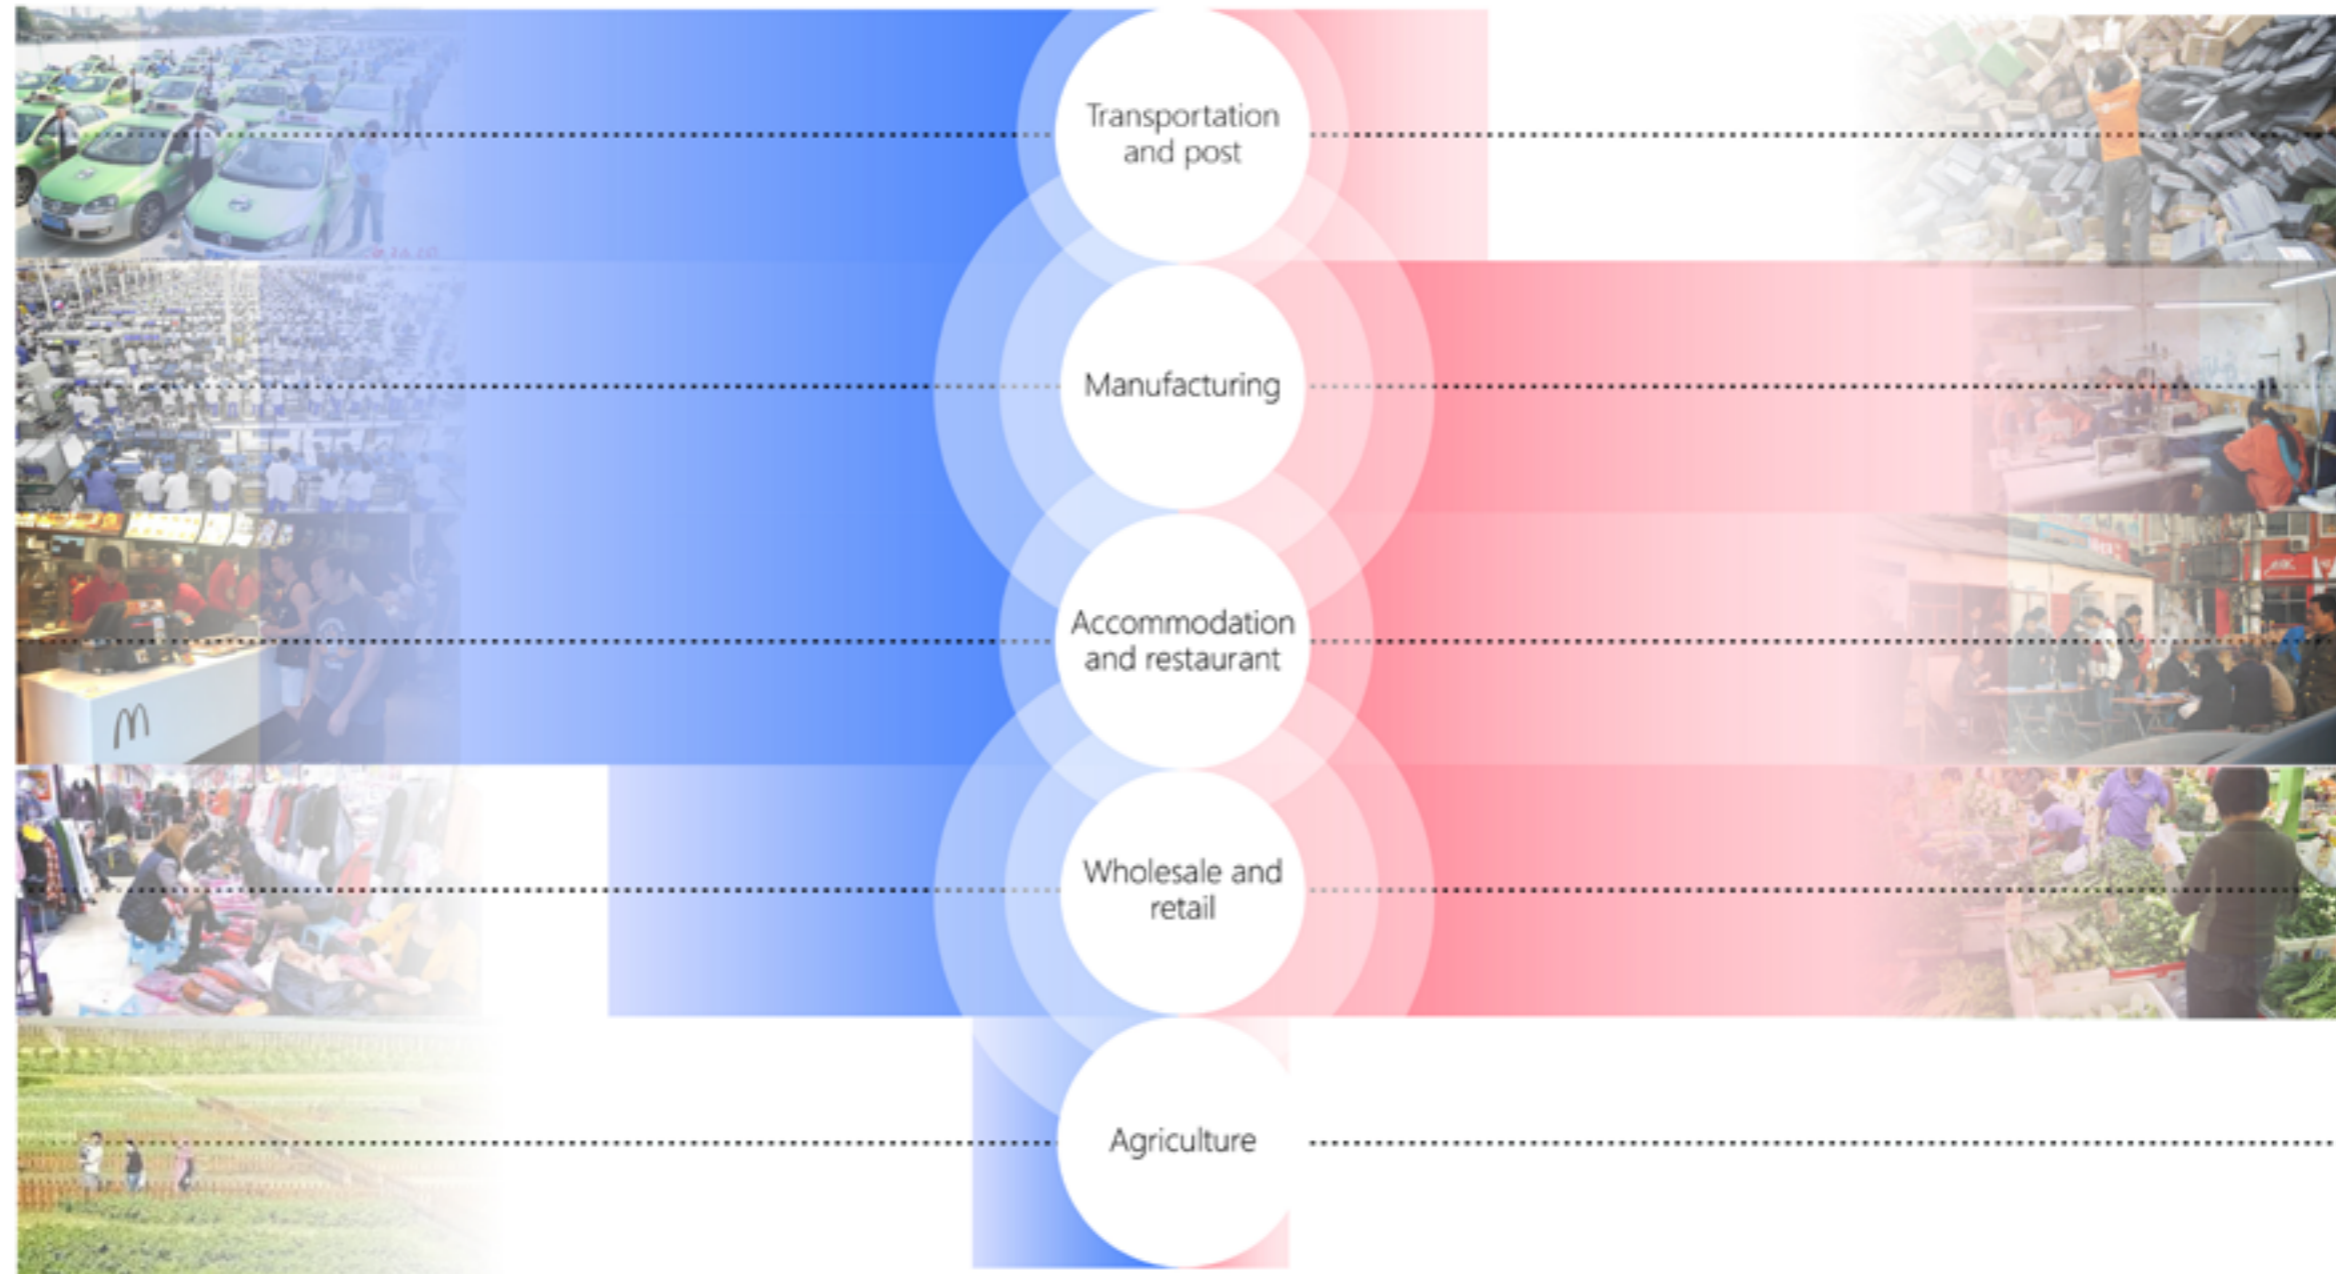 Transportation
and post
Manufacturing
Accommodation
and restaurant
Wholesale and
retail
Agriculture